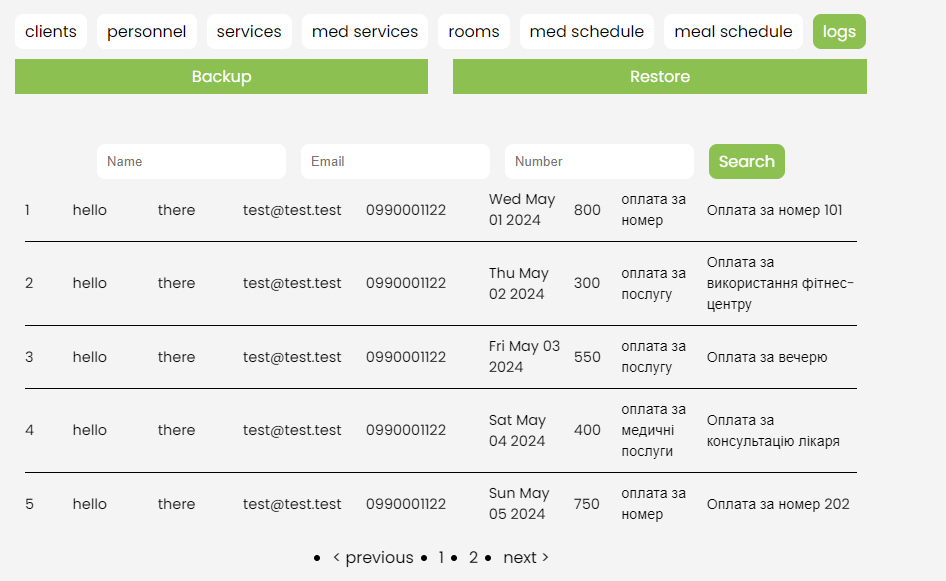 clients personnel services med services rooms med schedule meal schedule logs
Backup Restore
Name Email Number Search
1 hello there test@test.test 0990001122 Wed May 01 2024 800 оплата за номер Оплата за номер 101
2 hello there test@test.test 0990001122 Thu May 02 2024 300 оплата за послугу Оплата за використання фітнес-центру
3 hello there test@test.test 0990001122 Fri May 03 2024 550 оплата за послугу Оплата за вечерю
4 hello there test@test.test 0990001122 Sat May 04 2024 400 оплата за медичні послуги Оплата за консультацію лікаря
5 hello there test@test.test 0990001122 Sun May 05 2024 750 оплата за номер Оплата за номер 202
• < previous • 1 • 2 • next >